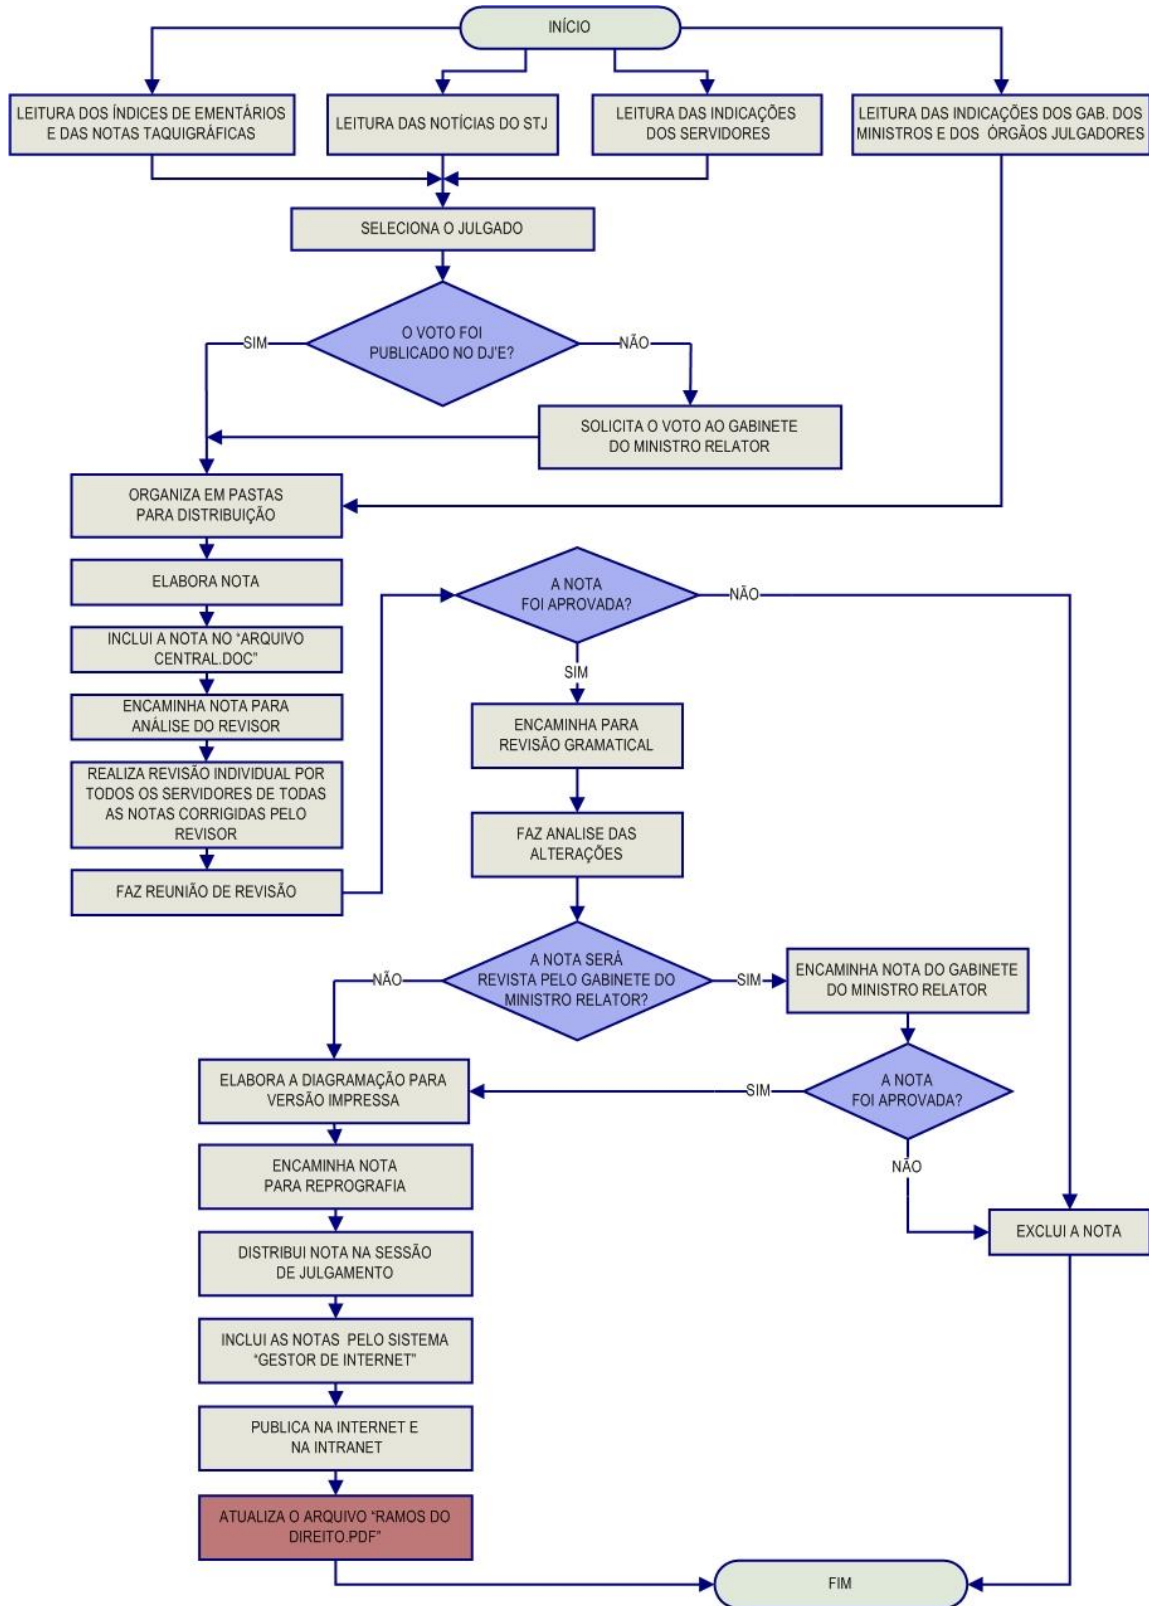 INÍCIO
LEITURA DOS ÍNDICES DE EMENTÁRIOS
E DAS NOTAS TAQUIGRÁFICAS
LEITURA DAS NOTÍCIAS DO STJ
LEITURA DAS INDICAÇÕES
DOS SERVIDORES
LEITURA DAS INDICAÇÕES DOS GAB. DOS
MINISTROS E DOS ÓRGÃOS JULGADORES
SELECIONA O JULGADO
O VOTO FOI
PUBLICADO NO DJ'E?
SIM
NÃO
SOLICITA O VOTO AO GABINETE
DO MINISTRO RELATOR
ORGANIZA EM PASTAS
PARA DISTRIBUIÇÃO
ELABORA NOTA
INCLUI A NOTA NO “ARQUIVO
CENTRAL.DOC”
ENCAMINHA NOTA PARA
ANÁLISE DO REVISOR
REALIZA REVISÃO INDIVIDUAL POR
TODOS OS SERVIDORES DE TODAS
AS NOTAS CORRIGIDAS PELO
REVISOR
FAZ REUNIÃO DE REVISÃO
A NOTA
FOI APROVADA?
NÃO
SIM
ENCAMINHA PARA
REVISÃO GRAMATICAL
FAZ ANALISE DAS
ALTERAÇÕES
A NOTA SERÁ
REVISTA PELO GABINETE DO
MINISTRO RELATOR?
NÃO
SIM
ENCAMINHA NOTA DO GABINETE
DO MINISTRO RELATOR
A NOTA
FOI APROVADA?
SIM
NÃO
EXCLUI A NOTA
ELABORA A DIAGRAMAÇÃO PARA
VERSÃO IMPRESSA
ENCAMINHA NOTA
PARA REPROGRAFIA
DISTRIBUI NOTA NA SESSÃO
DE JULGAMENTO
INCLUI AS NOTAS PELO SISTEMA
“GESTOR DE INTERNET”
PUBLICA NA INTERNET E
NA INTRANET
ATUALIZA O ARQUIVO “RAMOS DO
DIREITO.PDF”
FIM